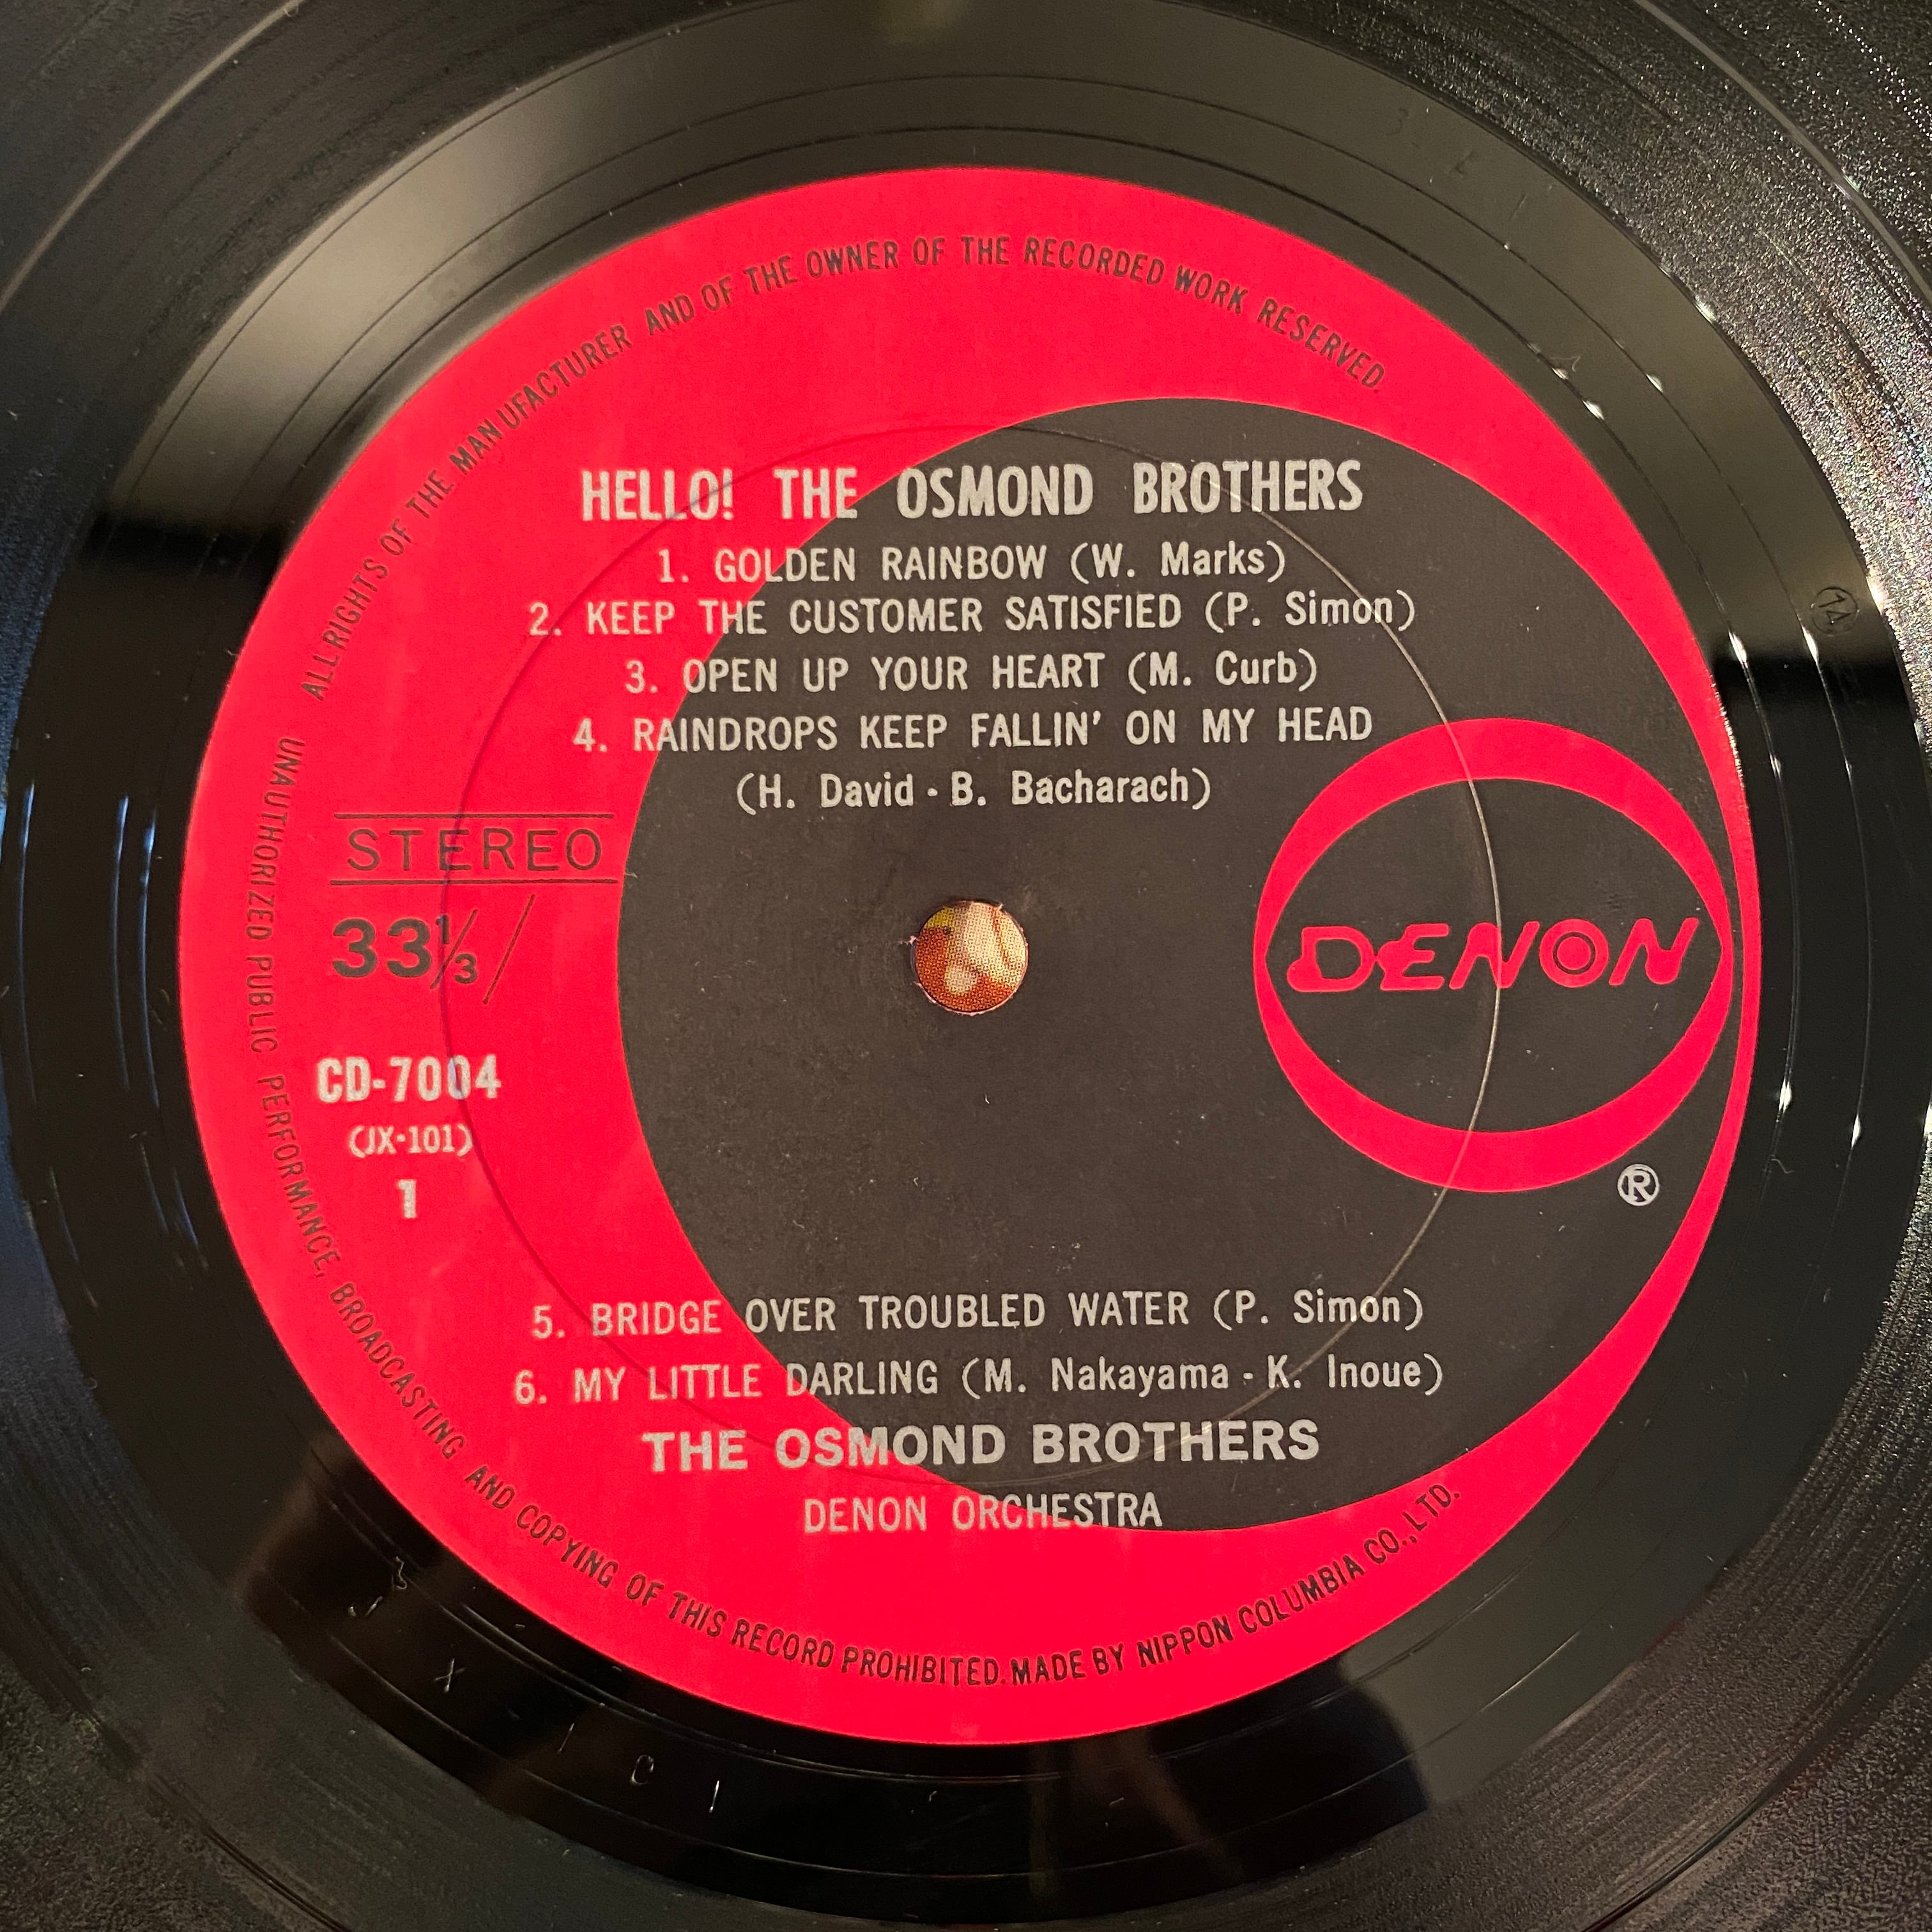 ALL RIGHTS OF THE MANUFACTURER AND OF THE OWNER OF THE RECORDED WORK RESERVED.
HELLO! THE OSMOND BROTHERS
1. GOLDEN RAINBOW (W. Marks)
2. KEEP THE CUSTOMER SATISFIED (P. Simon)
3. OPEN UP YOUR HEART (M. Curb)
4. RAINDROPS KEEP FALLIN' ON MY HEAD
(H. David - B. Bacharach)
STEREO
33 1/3
DENON
®
CD-7004
(JX-101)
1
5. BRIDGE OVER TROUBLED WATER (P. Simon)
6. MY LITTLE DARLING (M. Nakayama - K. Inoue)
THE OSMOND BROTHERS
DENON ORCHESTRA
UNAUTHORIZED PUBLIC PERFORMANCE, BROADCASTING AND COPYING OF THIS RECORD PROHIBITED. MADE BY NIPPON COLUMBIA CO., LTD.
14